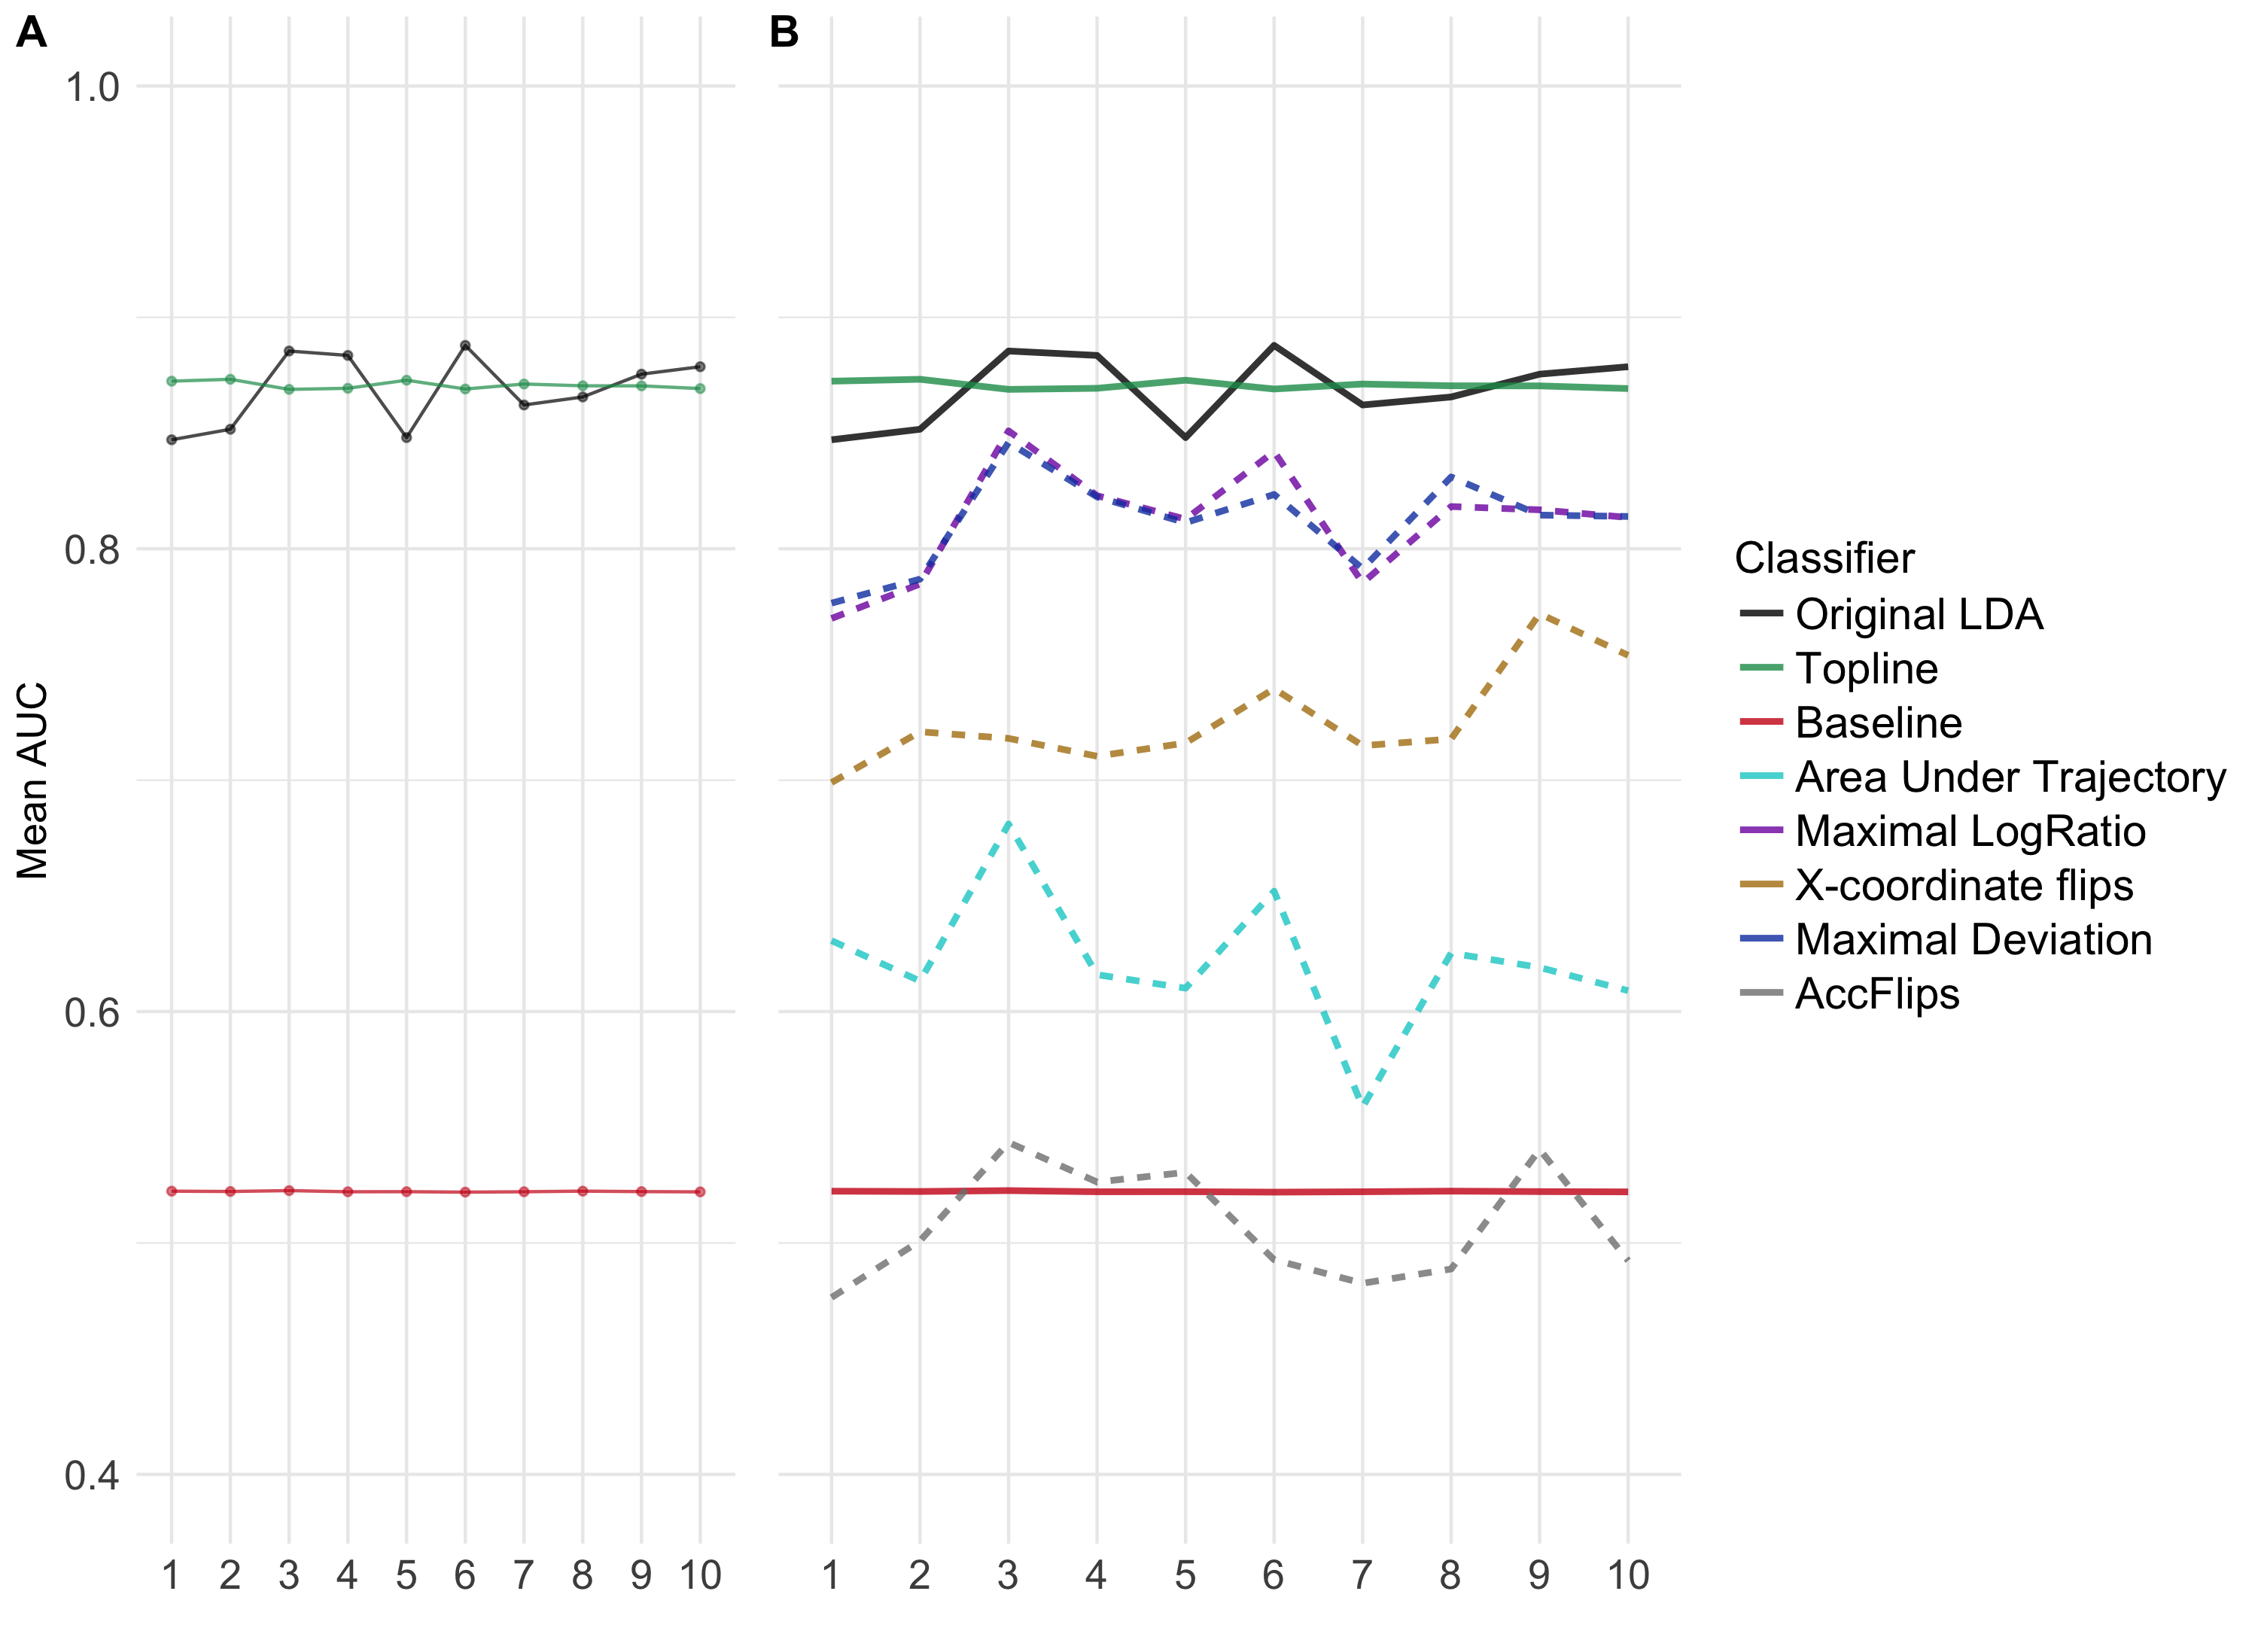 A
B
1.0
0.8
0.6
0.4
Mean AUC
1 2 3 4 5 6 7 8 9 10
1 2 3 4 5 6 7 8 9 10
Classifier
Original LDA
Topline
Baseline
Area Under Trajectory
Maximal LogRatio
X-coordinate flips
Maximal Deviation
AccFlips